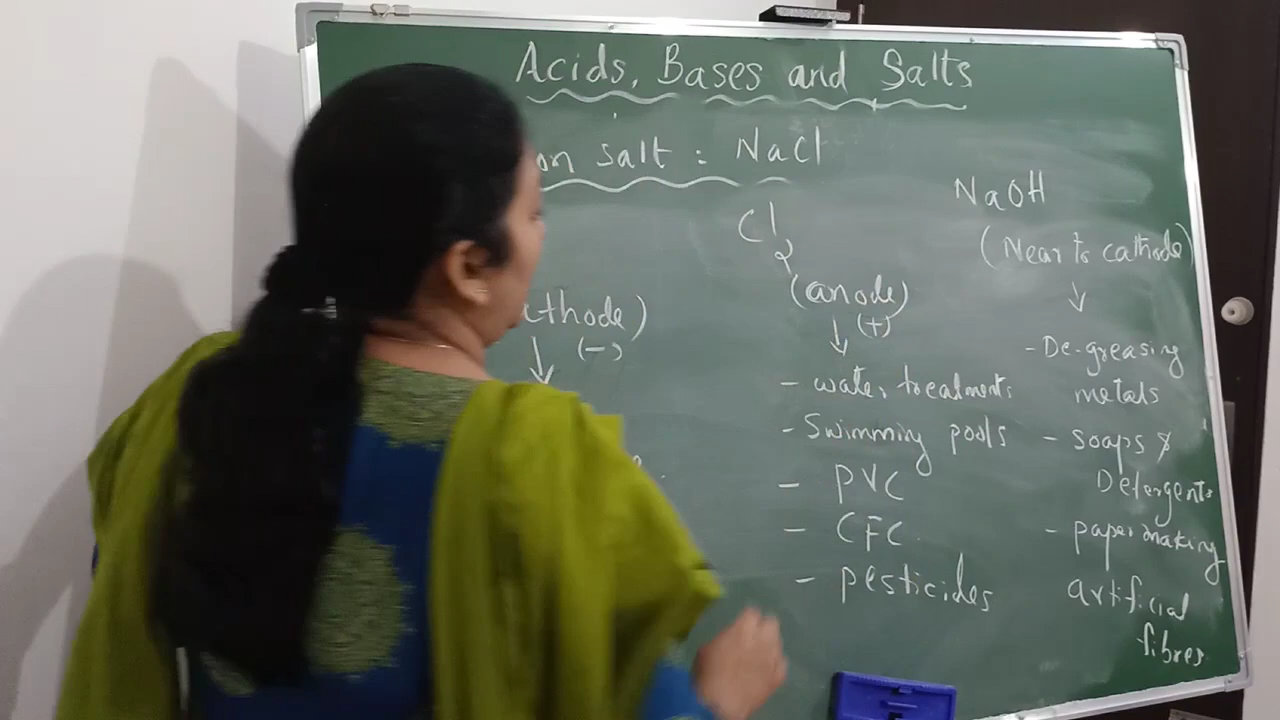 Acids, Bases and Salts
on salt : NaCl
Cl2
(anode)
(+)
- water treatments
- Swimming pools
- PVC
- CFC.
- pesticides
NaOH
(Near to cathode)
- De-greasing
metals
- soaps &
Detergents
- paper making
artificial
fibres
thode)
(-)